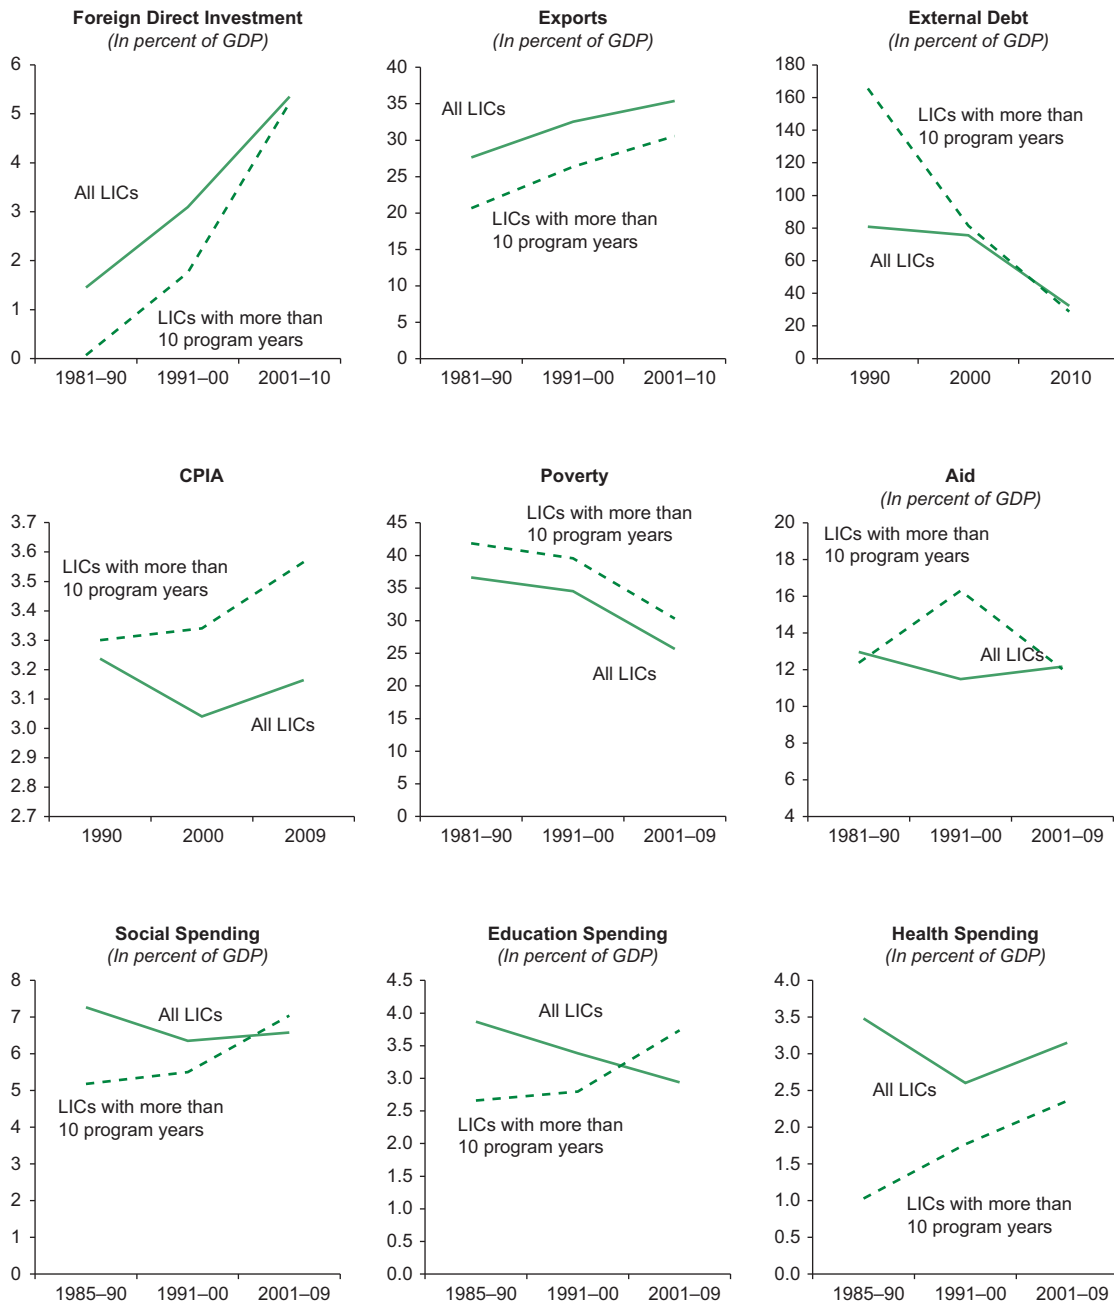 Foreign Direct Investment
(In percent of GDP)
6
5
4
3
2
1
0
All LICs
LICs with more than
10 program years
1981–90
1991–00
2001–10
Exports
(In percent of GDP)
40
35
30
25
20
15
10
5
0
All LICs
LICs with more than
10 program years
1981–90
1991–00
2001–10
External Debt
(In percent of GDP)
180
160
140
120
100
80
60
40
20
0
LICs with more than
10 program years
All LICs
1990
2000
2010
CPIA
3.7
3.6
3.5
3.4
3.3
3.2
3.1
3.0
2.9
2.8
2.7
LICs with more than
10 program years
All LICs
1990
2000
2009
Poverty
45
40
35
30
25
20
15
10
5
0
LICs with more than
10 program years
All LICs
1981–90
1991–00
2001–09
Aid
(In percent of GDP)
20
18
16
14
12
10
8
6
4
LICs with more than
10 program years
All LICs
1981–90
1991–00
2001–09
Social Spending
(In percent of GDP)
8
7
6
5
4
3
2
1
0
All LICs
LICs with more than
10 program years
1985–90
1991–00
2001–09
Education Spending
(In percent of GDP)
4.5
4.0
3.5
3.0
2.5
2.0
1.5
1.0
0.5
0.0
All LICs
LICs with more than
10 program years
1985–90
1991–00
2001–09
Health Spending
(In percent of GDP)
4.0
3.5
3.0
2.5
2.0
1.5
1.0
0.5
0.0
All LICs
LICs with more than
10 program years
1985–90
1991–00
2001–09